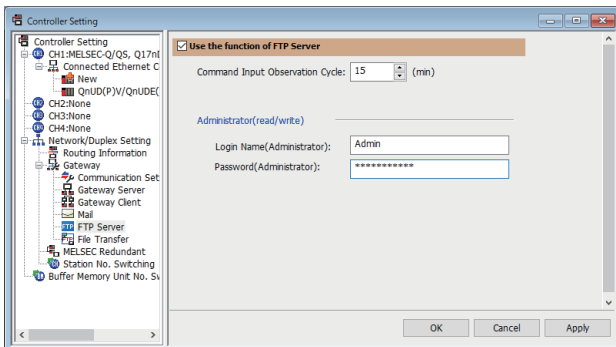 Controller Setting
Controller Setting
CH1:MELSEC-Q/QS, Q17nI
Connected Ethernet C
New
QnUD(P)V/QnUDE(
CH2:None
CH3:None
CH4:None
Network/Duplex Setting
Routing Information
Gateway
Communication Set
Gateway Server
Gateway Client
Mail
FTP Server
File Transfer
MELSEC Redundant
Station No. Switching
Buffer Memory Unit No. Sw
Use the function of FTP Server
Command Input Observation Cycle: 15 (min)
Administrator(read/write)
Login Name(Administrator): Admin
Password(Administrator): ***********
OK Cancel Apply